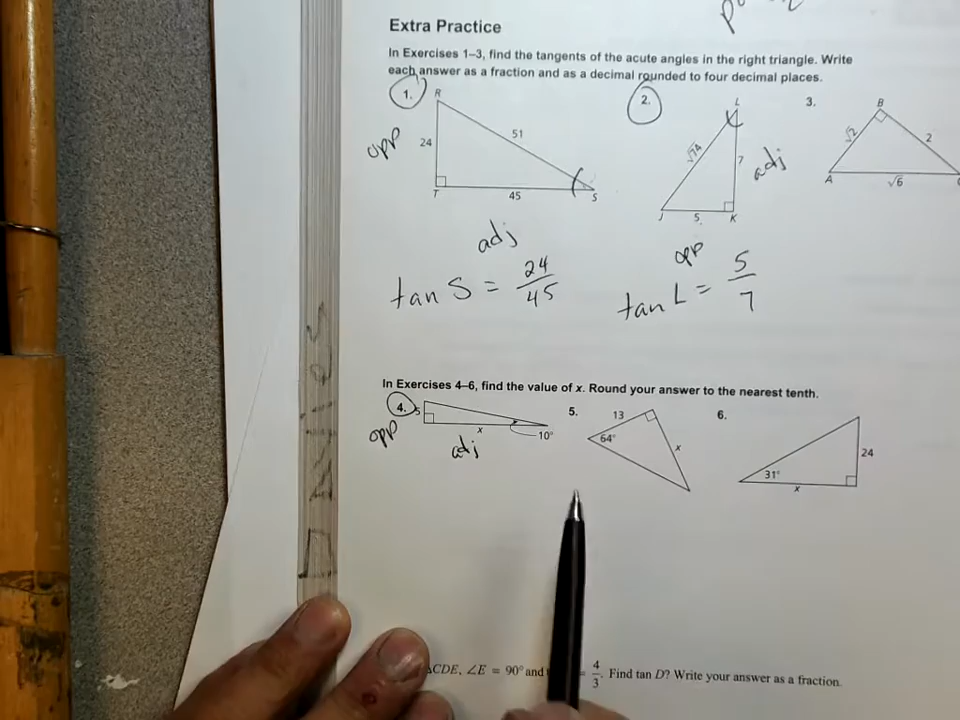 Extra Practice
In Exercises 1–3, find the tangents of the acute angles in the right triangle. Write
each answer as a fraction and as a decimal rounded to four decimal places.
1.
R
24
51
T
45
S
opp
adj
tan S = 24/45
2.
L
√74
7
J
5
K
adj
opp
tan L = 5/7
3.
B
√2
2
A
√6
In Exercises 4–6, find the value of x. Round your answer to the nearest tenth.
4.
5
x
10°
opp
adj
5.
13
64°
x
6.
24
31°
x
CDE, ∠E = 90° and
4/3. Find tan D? Write your answer as a fraction.